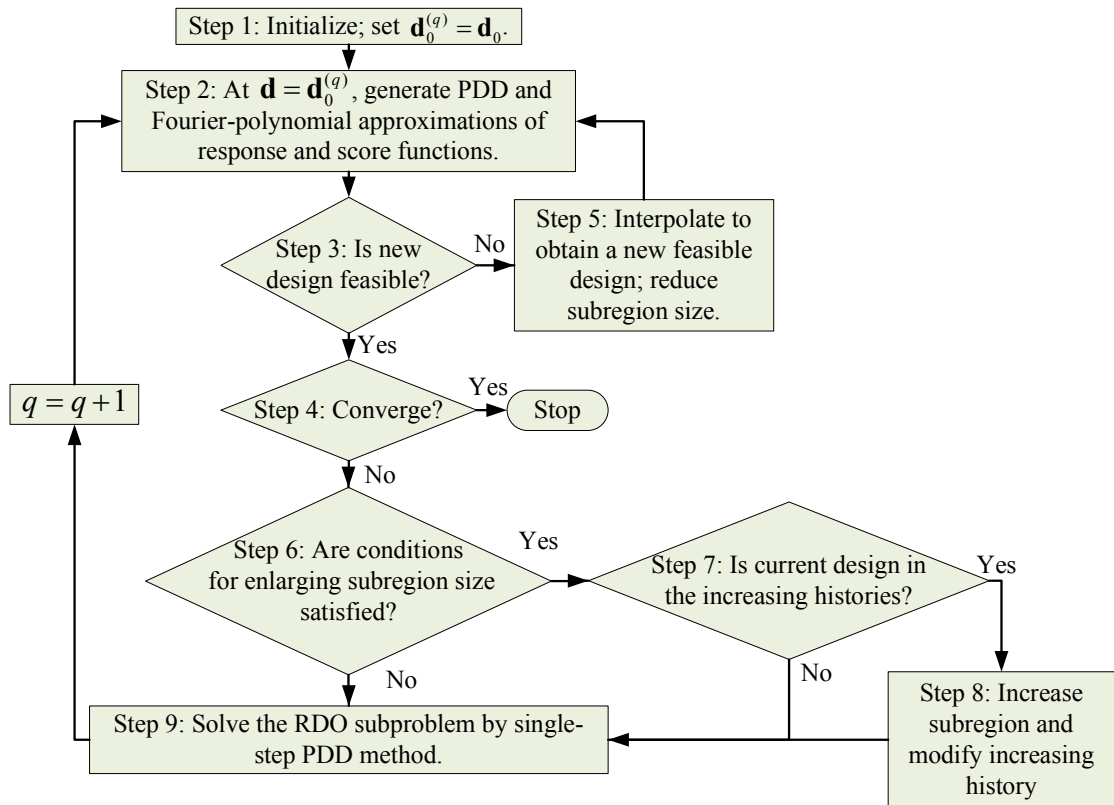 Step 1: Initialize; set d₀⁽q⁾ = d₀.
Step 2: At d = d₀⁽q⁾, generate PDD and
Fourier-polynomial approximations of
response and score functions.
Step 3: Is new
design feasible?
No
Step 5: Interpolate to
obtain a new feasible
design; reduce
subregion size.
Yes
q = q + 1
Step 4: Converge?
Yes
Stop
No
Step 6: Are conditions
for enlarging subregion size
satisfied?
Yes
Step 7: Is current design in
the increasing histories?
Yes
No
No
Step 8: Increase
subregion and
modify increasing
history
Step 9: Solve the RDO subproblem by single-
step PDD method.